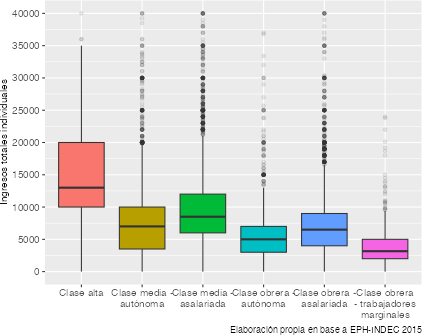 Ingresos totales individuales
40000
35000
30000
25000
20000
15000
10000
5000
0
Clase alta
Clase media - autónoma
Clase media - asalariada
Clase obrera - autónoma
Clase obrera - asalariada
Clase obrera - trabajadores marginales
Elaboración propia en base a EPH-INDEC 2015